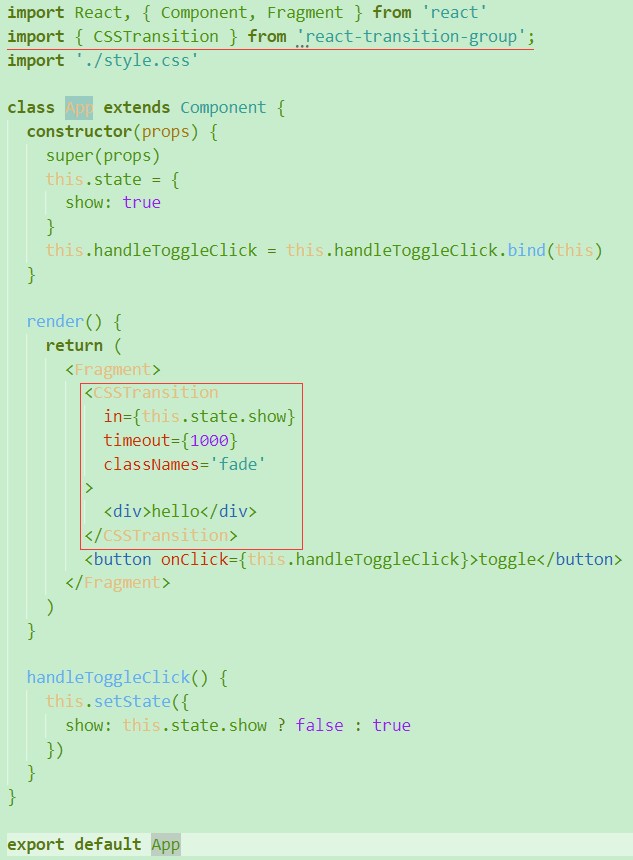 import React, { Component, Fragment } from 'react'
import { CSSTransition } from 'react-transition-group';
import './style.css'

class App extends Component {
  constructor(props) {
    super(props)
    this.state = {
      show: true
    }
    this.handleToggleClick = this.handleToggleClick.bind(this)
  }

  render() {
    return (
      <Fragment>
        <CSSTransition
          in={this.state.show}
          timeout={1000}
          classNames='fade'
        >
          <div>hello</div>
        </CSSTransition>
        <button onClick={this.handleToggleClick}>toggle</button>
      </Fragment>
    )
  }

  handleToggleClick() {
    this.setState({
      show: this.state.show ? false : true
    })
  }
}

export default App